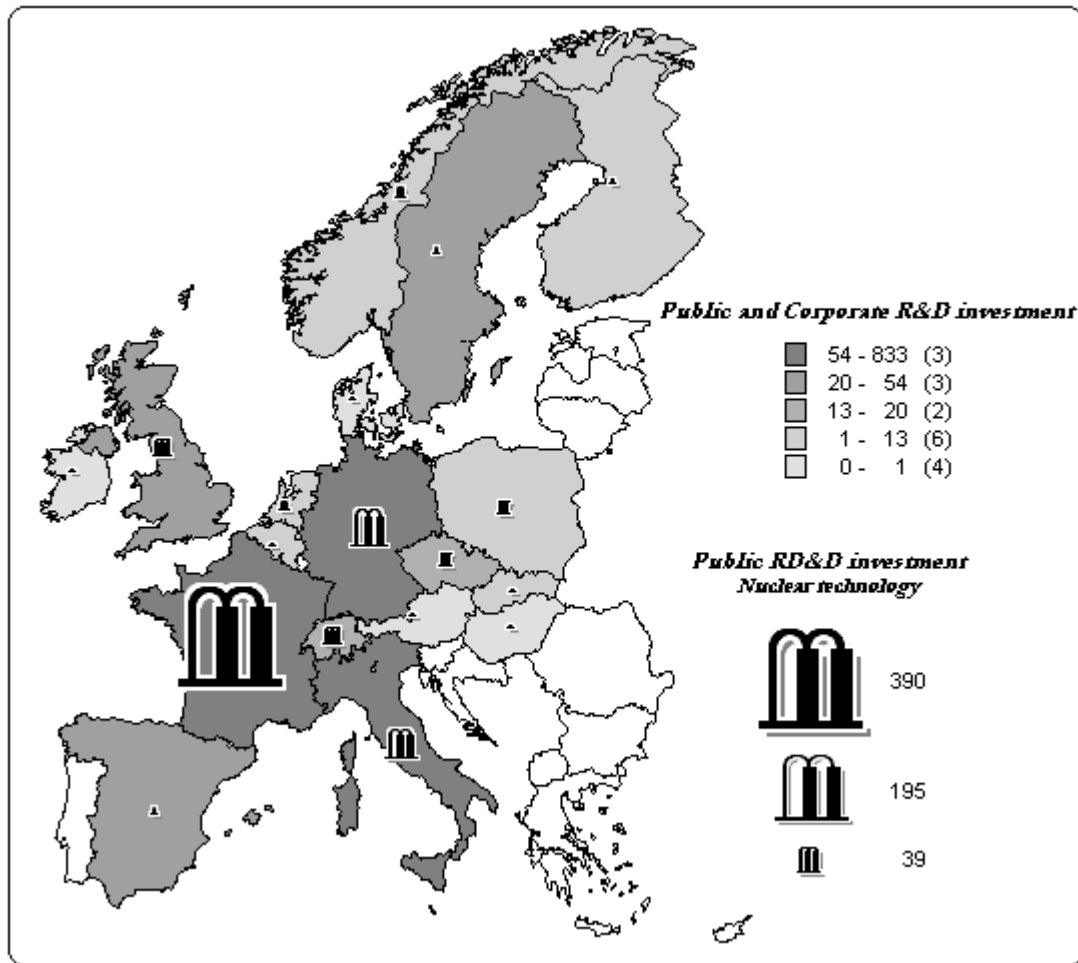 Public and Corporate R&D investment
54 - 833 (3)
20 - 54 (3)
13 - 20 (2)
1 - 13 (6)
0 - 1 (4)
Public RD&D investment
Nuclear technology
390
195
39